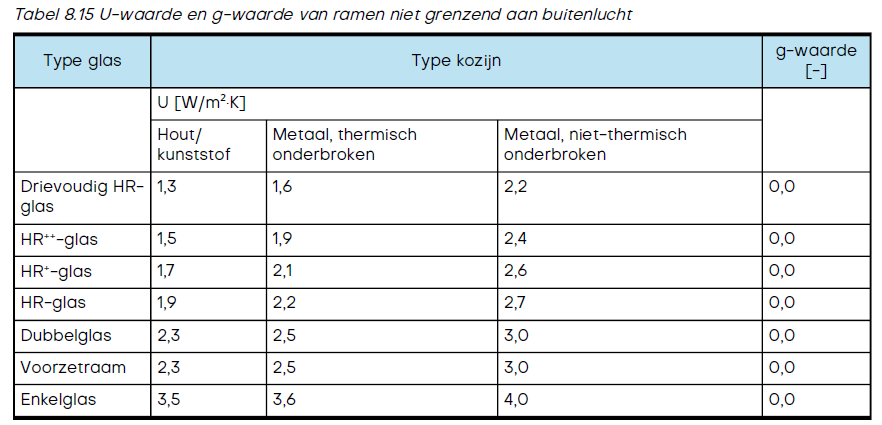 Tabel 8.15 U-waarde en g-waarde van ramen niet grenzend aan buitenlucht
Type glas Type kozijn g-waarde [-]
U [W/m²·K]
Hout/ kunststof Metaal, thermisch onderbroken Metaal, niet-thermisch onderbroken
Drievoudig HR-glas 1,3 1,6 2,2 0,0
HR⁺⁺-glas 1,5 1,9 2,4 0,0
HR⁺-glas 1,7 2,1 2,6 0,0
HR-glas 1,9 2,2 2,7 0,0
Dubbelglas 2,3 2,5 3,0 0,0
Voorzetraam 2,3 2,5 3,0 0,0
Enkelglas 3,5 3,6 4,0 0,0